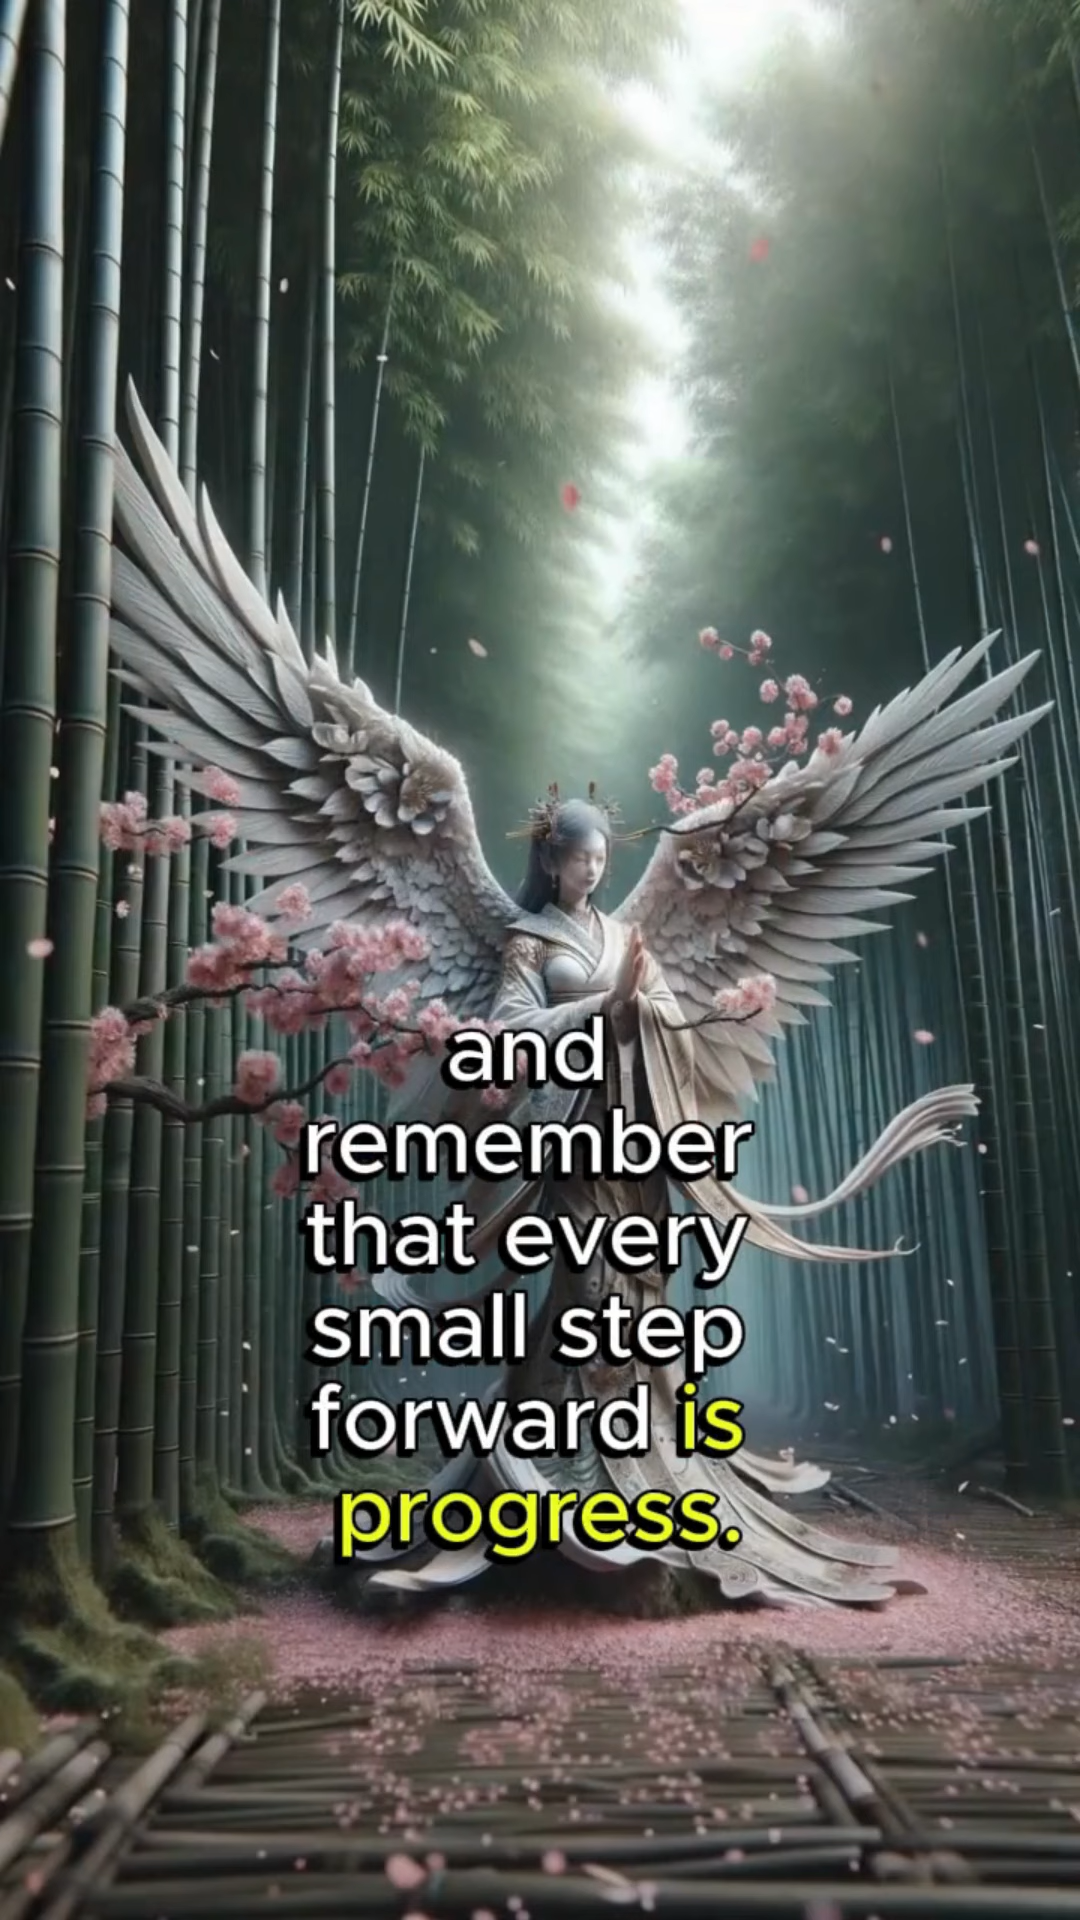 and
remember
that every
small step
forward is
progress.